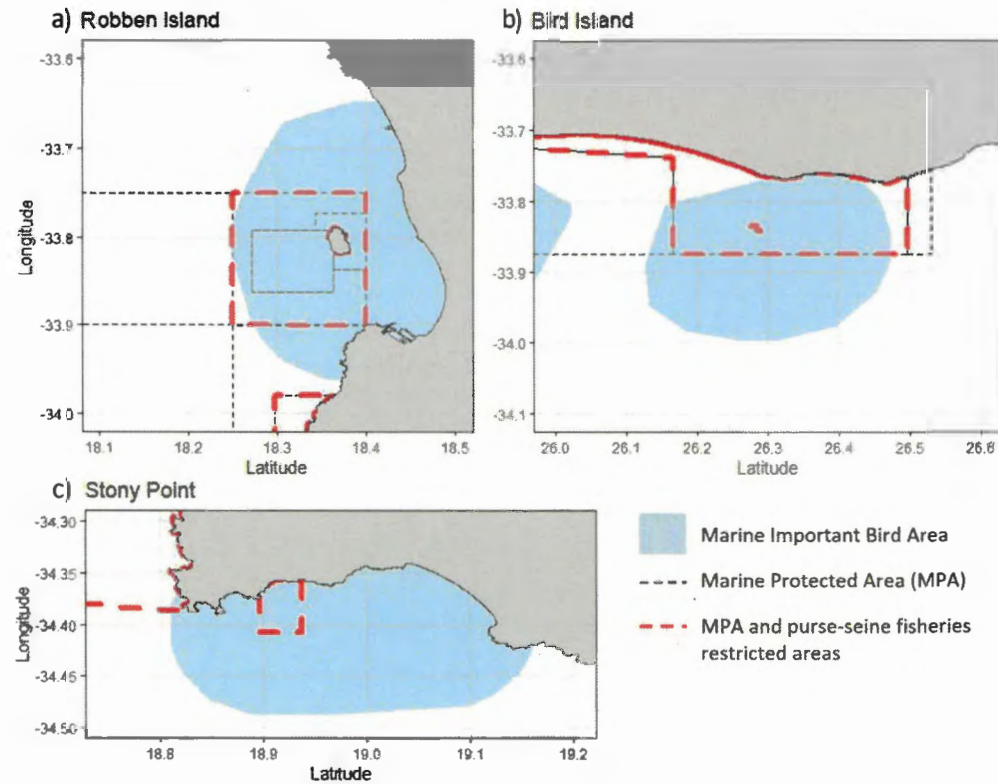 a) Robben Island
-33.6
-33.7
-33.8
-33.9
-34.0
Longitude
18.1
18.2
18.3
18.4
18.5
Latitude
b) Bird Island
-33.6
-33.7
-33.8
-33.9
-34.0
-34.1
26.0
26.1
26.2
26.3
26.4
26.5
26.6
Latitude
c) Stony Point
-34.30
-34.35
-34.40
-34.45
-34.50
Longitude
18.8
18.9
19.0
19.1
19.2
Latitude
Marine Important Bird Area
Marine Protected Area (MPA)
MPA and purse-seine fisheries
restricted areas